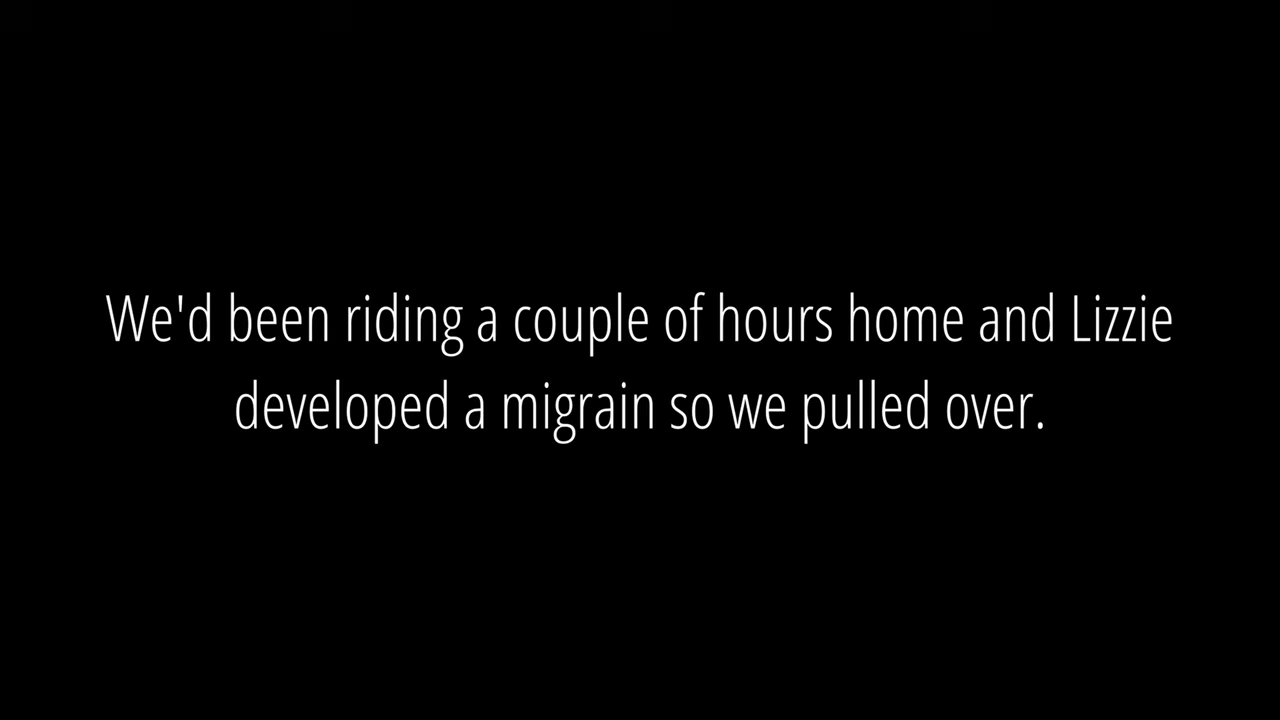 We'd been riding a couple of hours home and Lizzie
developed a migrain so we pulled over.